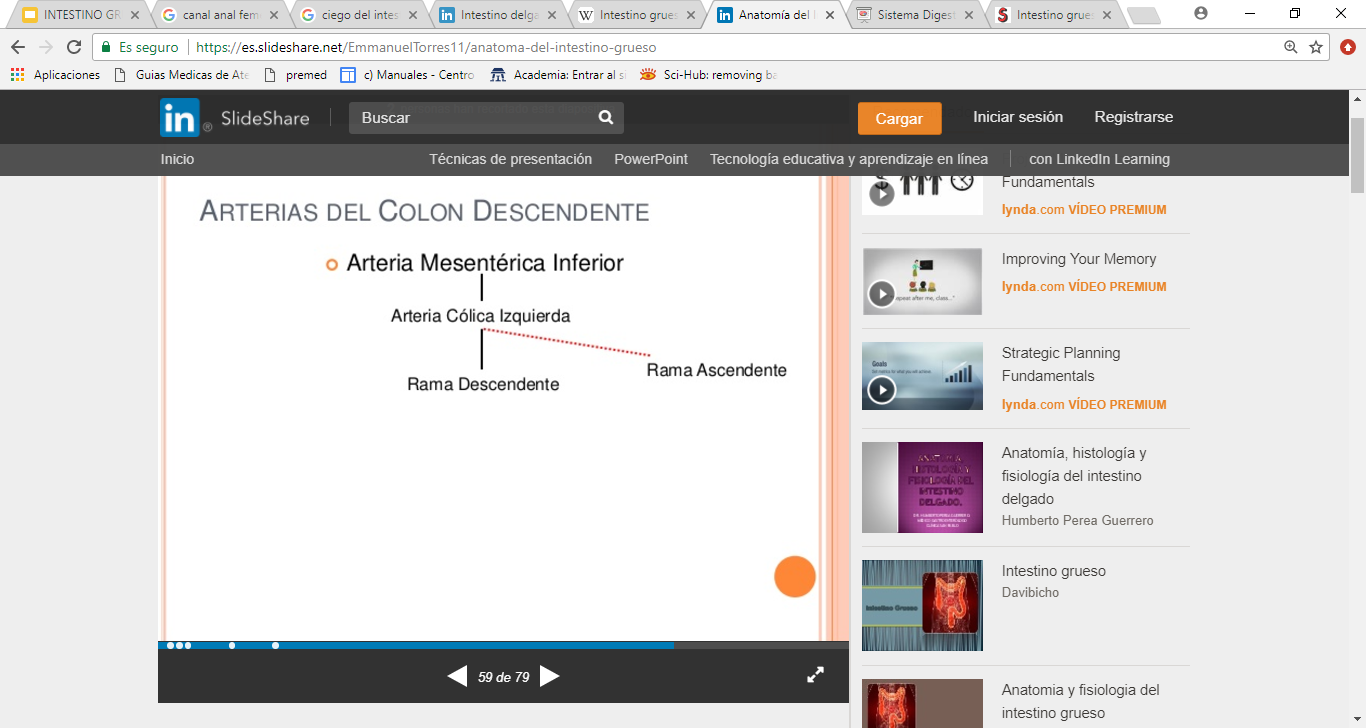 INTESTINO GR
canal anal fem
ciego del intes
Intestino delga
Intestino grues
Anatomía del I
Sistema Digest
Intestino grues
Es seguro
https://es.slideshare.net/EmmanuelTorres11/anatoma-del-intestino-grueso
Aplicaciones
Guias Medicas de Ate
premed
c) Manuales - Centro
Academia: Entrar al s
Sci-Hub: removing ba
in ® SlideShare
Buscar
Cargar
Iniciar sesión
Registrarse
Inicio
Técnicas de presentación
PowerPoint
Tecnología educativa y aprendizaje en línea
con LinkedIn Learning
ARTERIAS DEL COLON DESCENDENTE
Arteria Mesentérica Inferior
Arteria Cólica Izquierda
Rama Ascendente
Rama Descendente
59 de 79
Fundamentals
lynda.com VÍDEO PREMIUM
Improving Your Memory
lynda.com VÍDEO PREMIUM
Goals
Strategic Planning
Fundamentals
lynda.com VÍDEO PREMIUM
Anatomía, histología y
fisiología del intestino
delgado
Humberto Perea Guerrero
Intestino Grueso
Intestino grueso
Davibicho
Anatomia y fisiologia del
intestino grueso